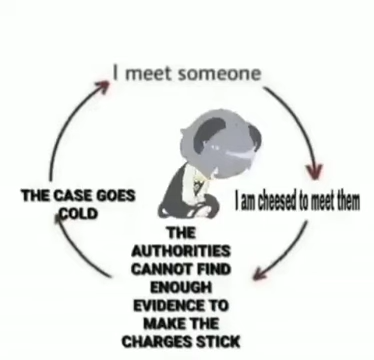 I meet someone
I am cheesed to meet them
THE
AUTHORITIES
CANNOT FIND
ENOUGH
EVIDENCE TO
MAKE THE
CHARGES STICK
THE CASE GOES
COLD